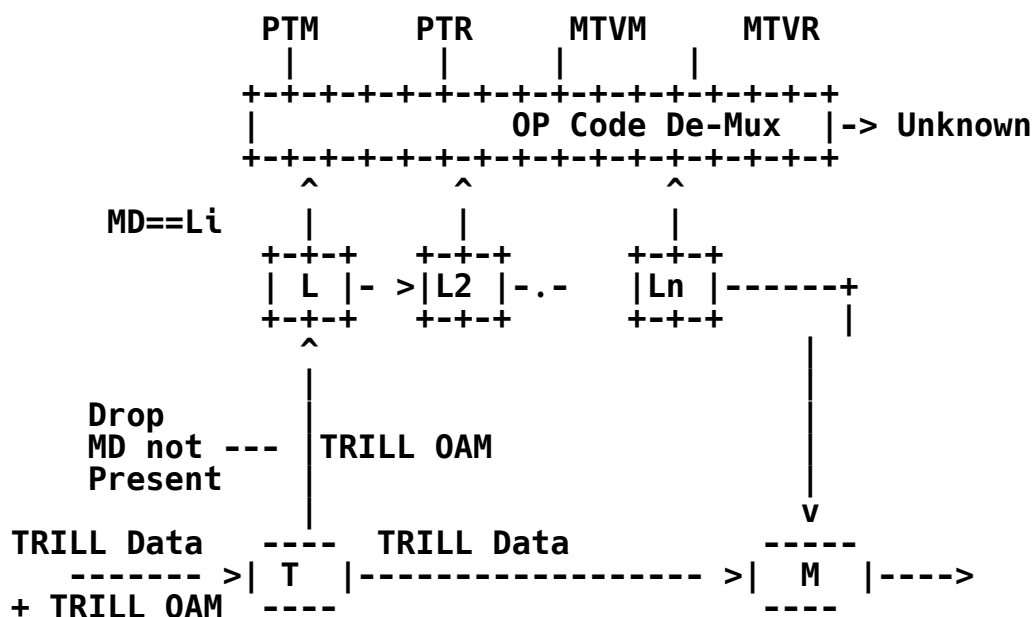 PTM PTR MTVM MTVR
| | | |
+-+-+-+-+-+-+-+-+-+-+-+-+-+-+-+
| OP Code De-Mux |-> Unknown
+-+-+-+-+-+-+-+-+-+-+-+-+-+-+-+
^ ^ ^
MD==Li | | |
+-+-+ +-+-+ +-+-+
| L |- >|L2 |-.- |Ln |------+
+-+-+ +-+-+ +-+-+ |
^ |
| |
Drop | |
MD not --- |TRILL OAM |
Present | |
| v
TRILL Data ---- TRILL Data -----
------- >| T |------------------ >| M |---->
+ TRILL OAM ---- ----